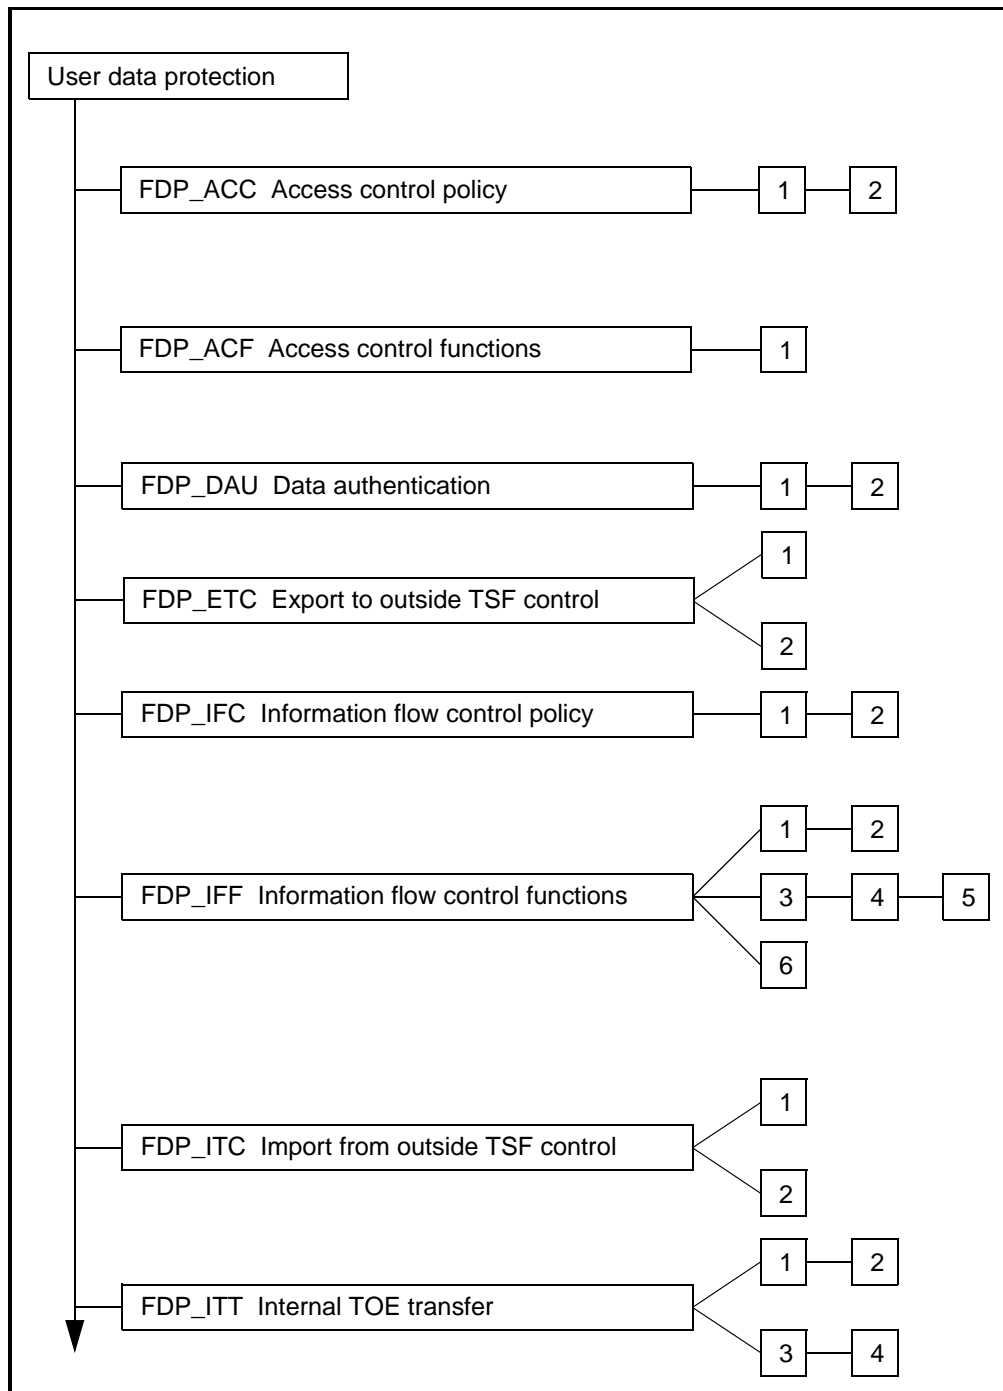 User data protection
FDP_ACC Access control policy 1 2
FDP_ACF Access control functions 1
FDP_DAU Data authentication 1 2
1
FDP_ETC Export to outside TSF control
2
FDP_IFC Information flow control policy 1 2
1 2
FDP_IFF Information flow control functions 3 4 5
6
1
FDP_ITC Import from outside TSF control
2
1 2
FDP_ITT Internal TOE transfer
3 4